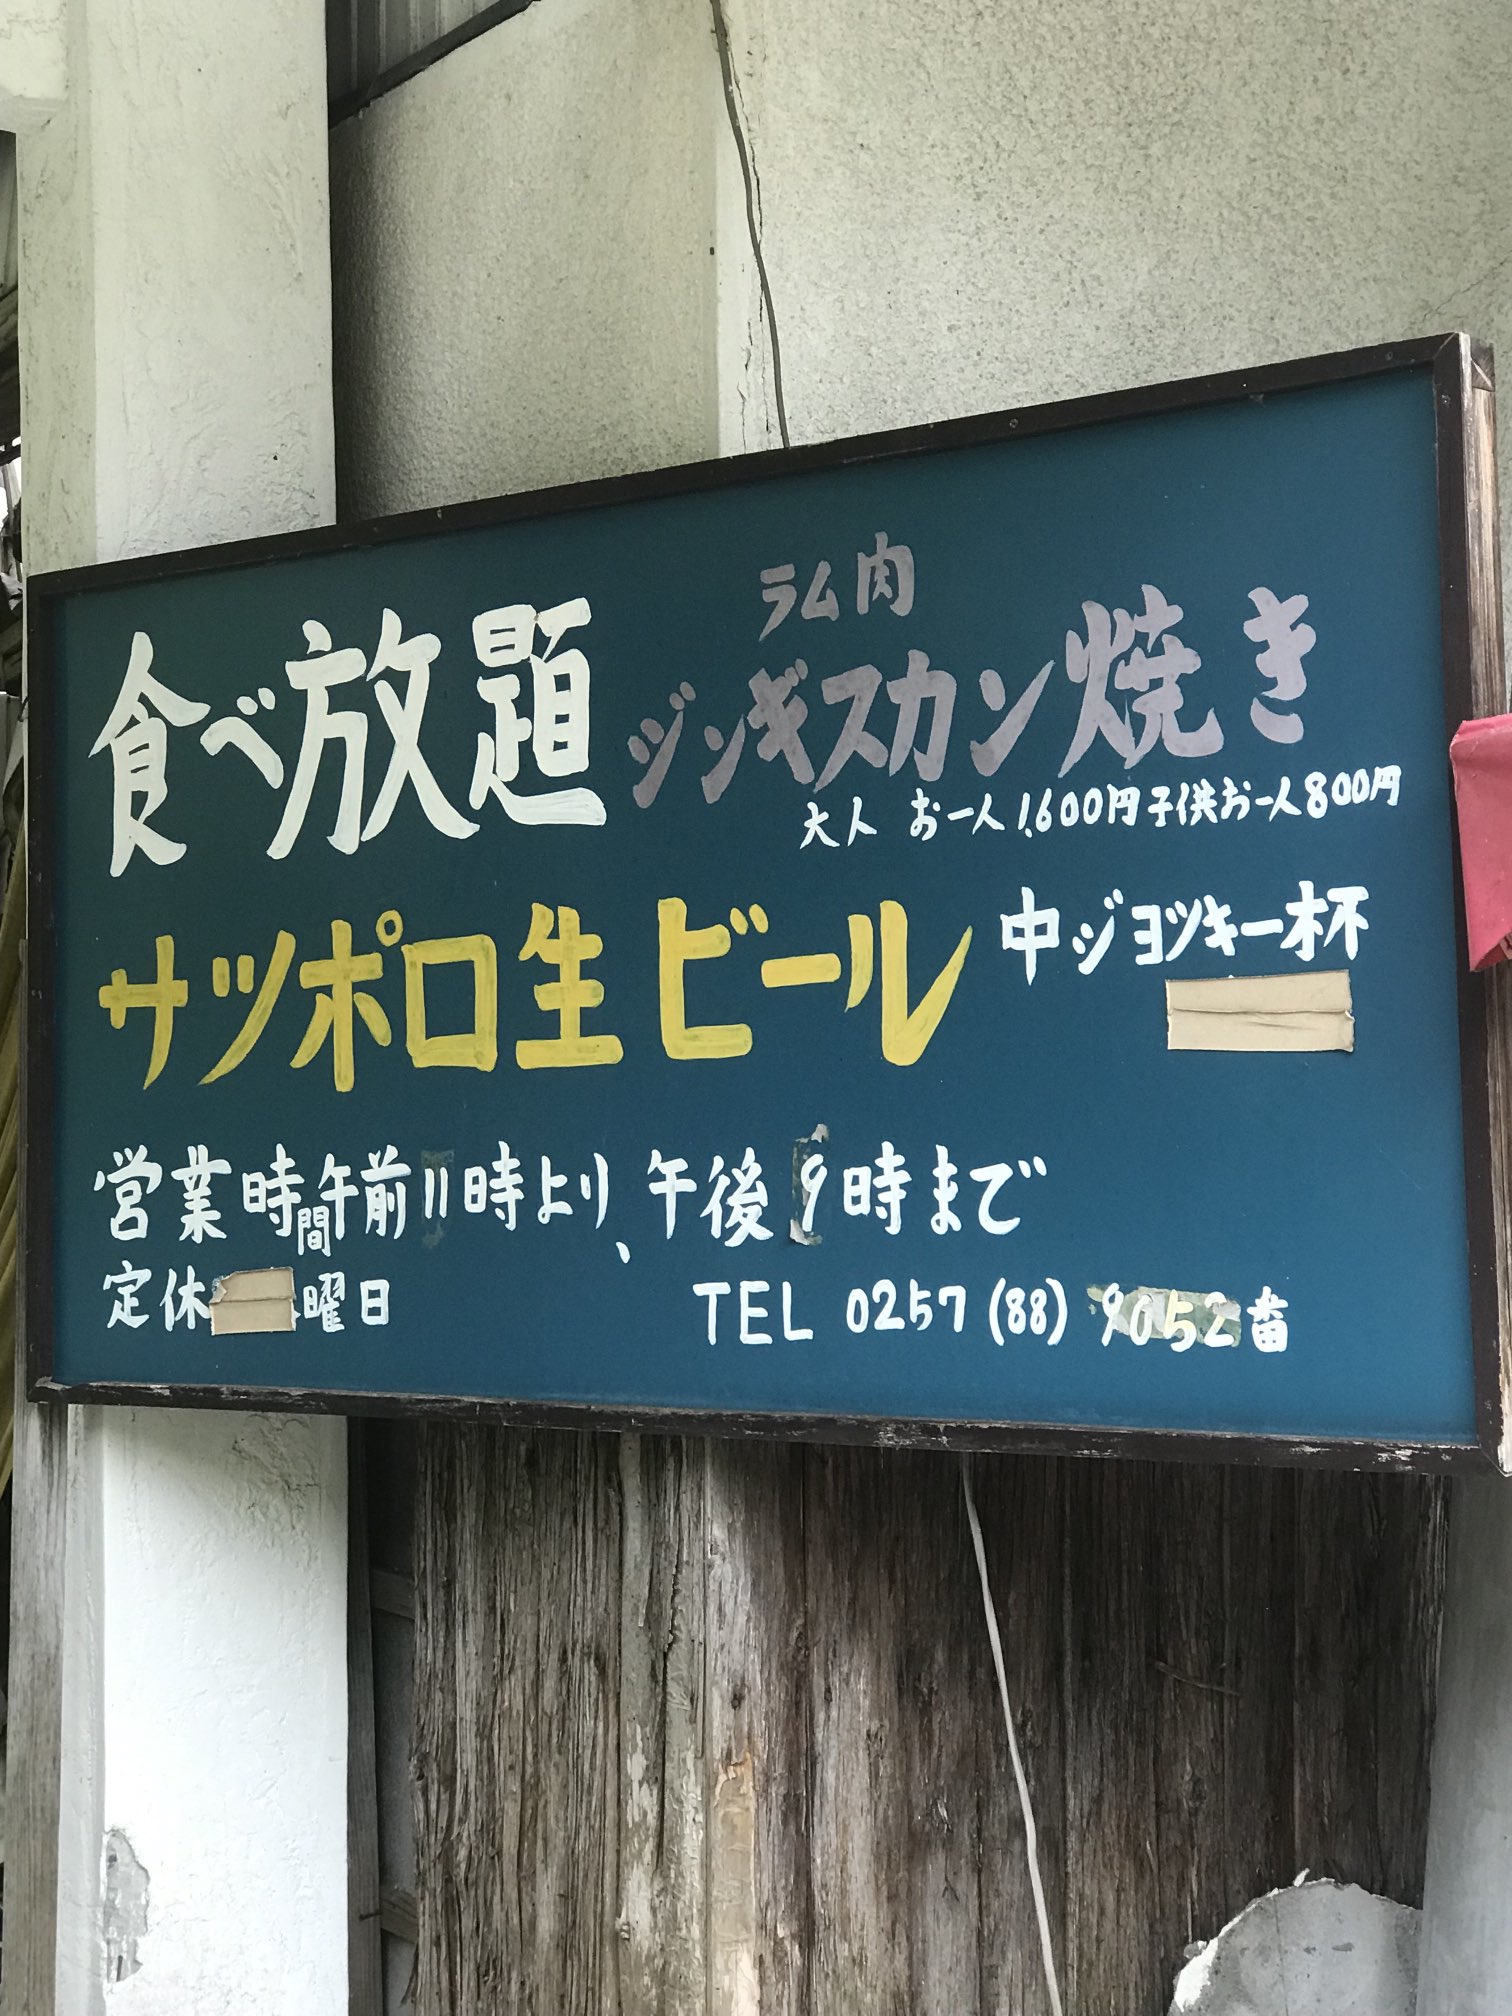 ラム肉
食べ放題 ジンギスカン焼き
大人 お一人1,600円 子供お一人800円
サツポロ生ビール 中ジヨツキ一杯
営業時間午前11時より、午後9時まで
定休 曜日 TEL 0257 (88) 9052番